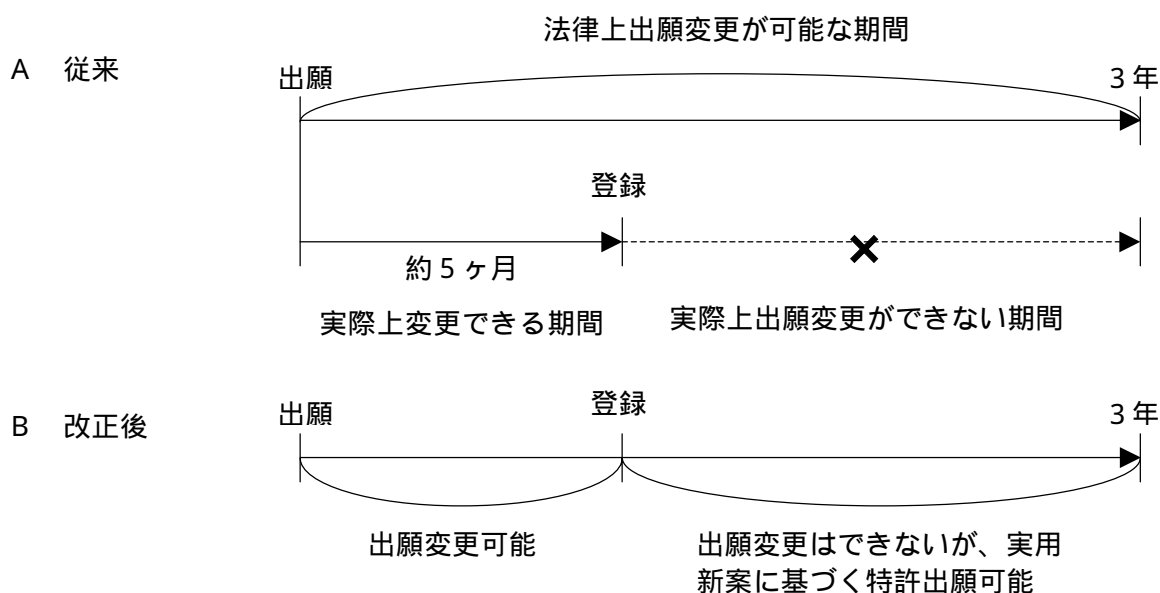 法律上出願変更が可能な期間
A 従来
出願
3年
登録
約5ヶ月
実際上変更できる期間
実際上出願変更ができない期間
B 改正後
出願
登録
3年
出願変更可能
出願変更はできないが、実用
新案に基づく特許出願可能